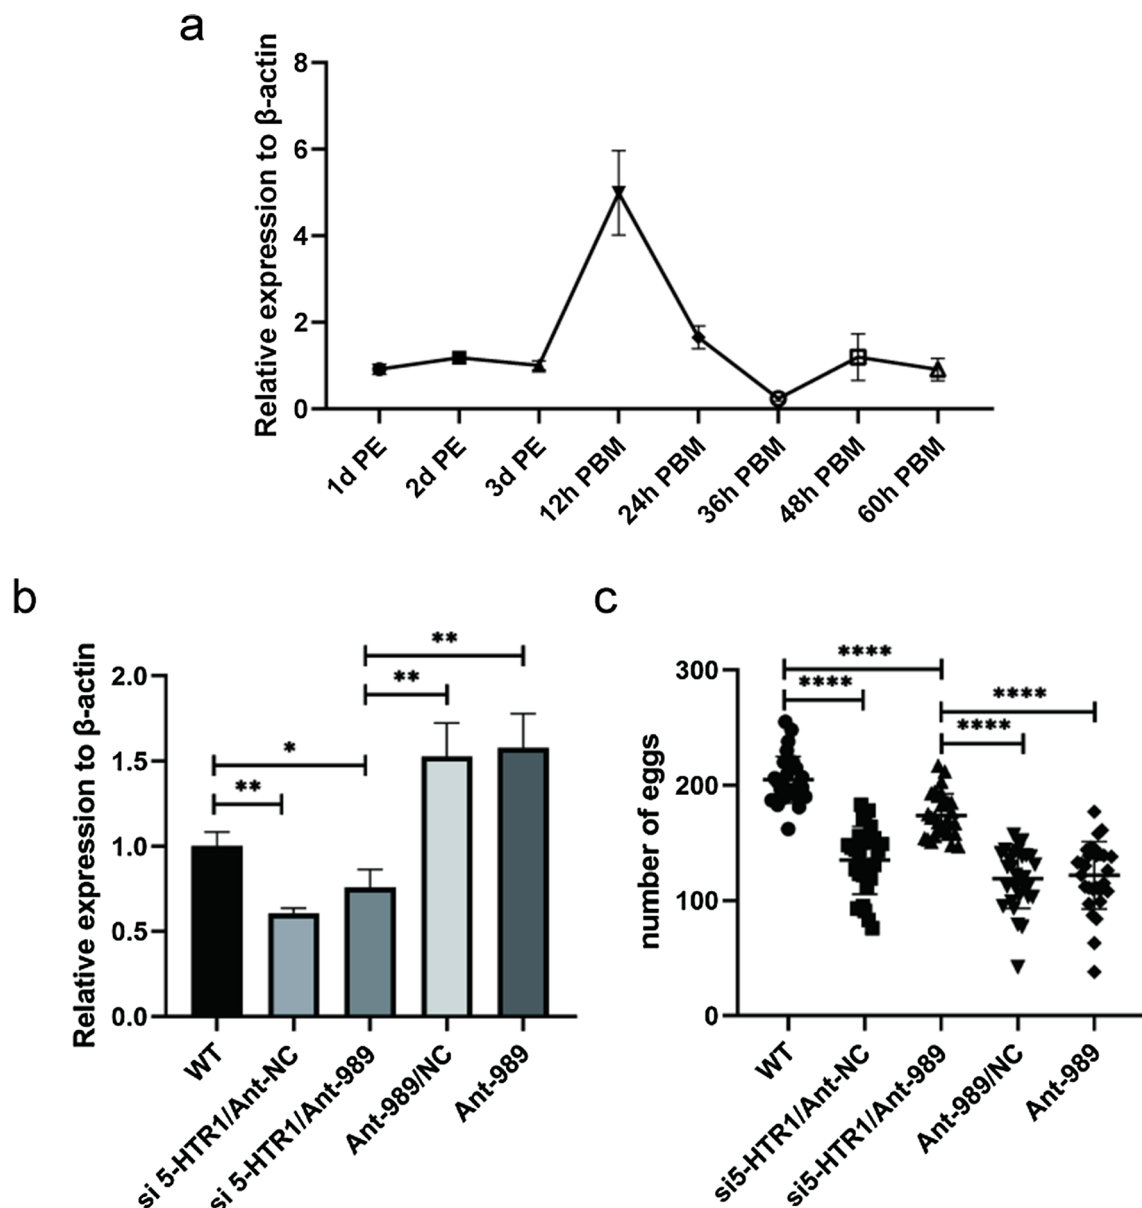 a
Relative expression to β-actin
8
6
4
2
0
1d PE
2d PE
3d PE
12h PBM
24h PBM
36h PBM
48h PBM
60h PBM
b
Relative expression to β-actin
2.0
1.5
1.0
0.5
0.0
**
**
*
**
WT
si 5-HTR1/Ant-NC
si 5-HTR1/Ant-989
Ant-989/NC
Ant-989
c
number of eggs
300
200
100
0
****
****
****
****
WT
si5-HTR1/Ant-NC
si5-HTR1/Ant-989
Ant-989/NC
Ant-989